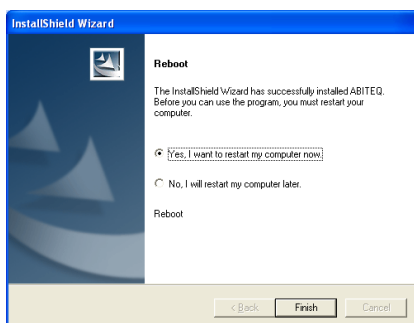 InstallShield Wizard
Reboot
The InstallShield Wizard has successfully installed ABITEQ.
Before you can use the program, you must restart your
computer.
Yes, I want to restart my computer now.
No, I will restart my computer later.
Reboot
< Back
Finish
Cancel